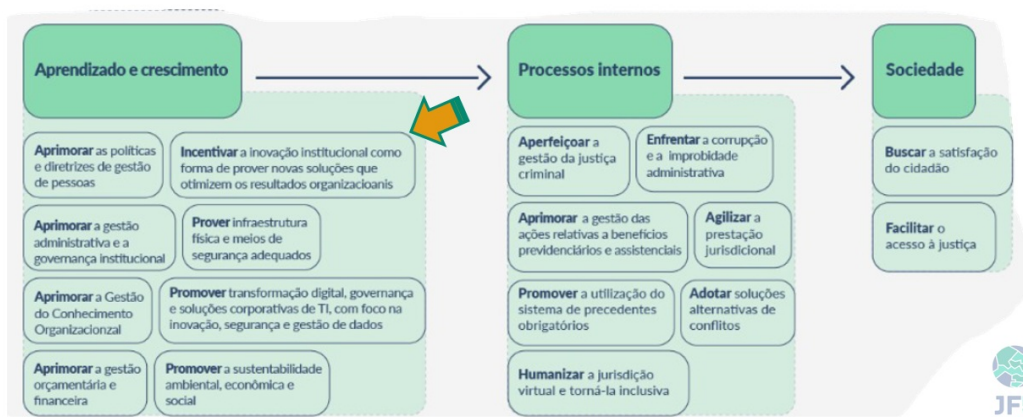 Aprendizado e crescimento
Aprimorar as políticas
e diretrizes de gestão
de pessoas
Incentivar a inovação institucional como
forma de prover novas soluções que
otimizem os resultados organizacioanis
Aprimorar a gestão
administrativa e a
governança institucional
Prover infraestrutura
física e meios de
segurança adequados
Aprimorar a Gestão
do Conhecimento
Organizacionzal
Promover transformação digital, governança
e soluções corporativas de TI, com foco na
inovação, segurança e gestão de dados
Aprimorar a gestão
orçamentária e
financeira
Promover a sustentabilidade
ambiental, econômica e
social
Processos internos
Aperfeiçoar a
gestão da justiça
criminal
Enfrentar a corrupção
e a improbidade
administrativa
Aprimorar a gestão das
ações relativas a benefícios
previdenciários e assistenciais
Agilizar a
prestação
jurisdicional
Promover a utilização do
sistema de precedentes
obrigatórios
Adotar soluções
alternativas de
conflitos
Humanizar a jurisdição
virtual e torná-la inclusiva
Sociedade
Buscar a satisfação
do cidadão
Facilitar o
acesso à justiça
JF